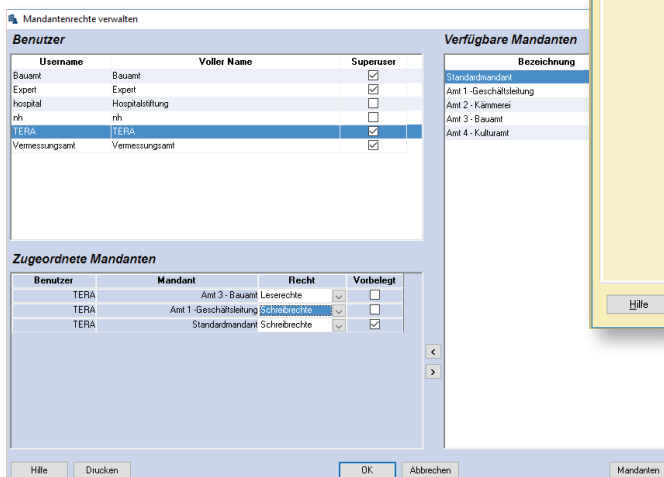 Mandantenrechte verwalten
Benutzer
Username Voller Name Superuser
Bauamt Bauamt
Expert Expert
hospital Hospitalstiftung
nh nh
TERA TERA
Vermessungsamt Vermessungsamt
Verfügbare Mandanten
Bezeichnung
Standardmandant
Amt 1 -Geschäftsleitung
Amt 2 - Kämmerei
Amt 3 - Bauamt
Amt 4 - Kulturamt
Zugeordnete Mandanten
Benutzer Mandant Recht Vorbelegt
TERA Amt 3 - Bauamt Leserechte
TERA Amt 1 -Geschäftsleitung Schreibrechte
TERA Standardmandant Schreibrechte
<
>
Hilfe
Hilfe Drucken OK Abbrechen Mandanten